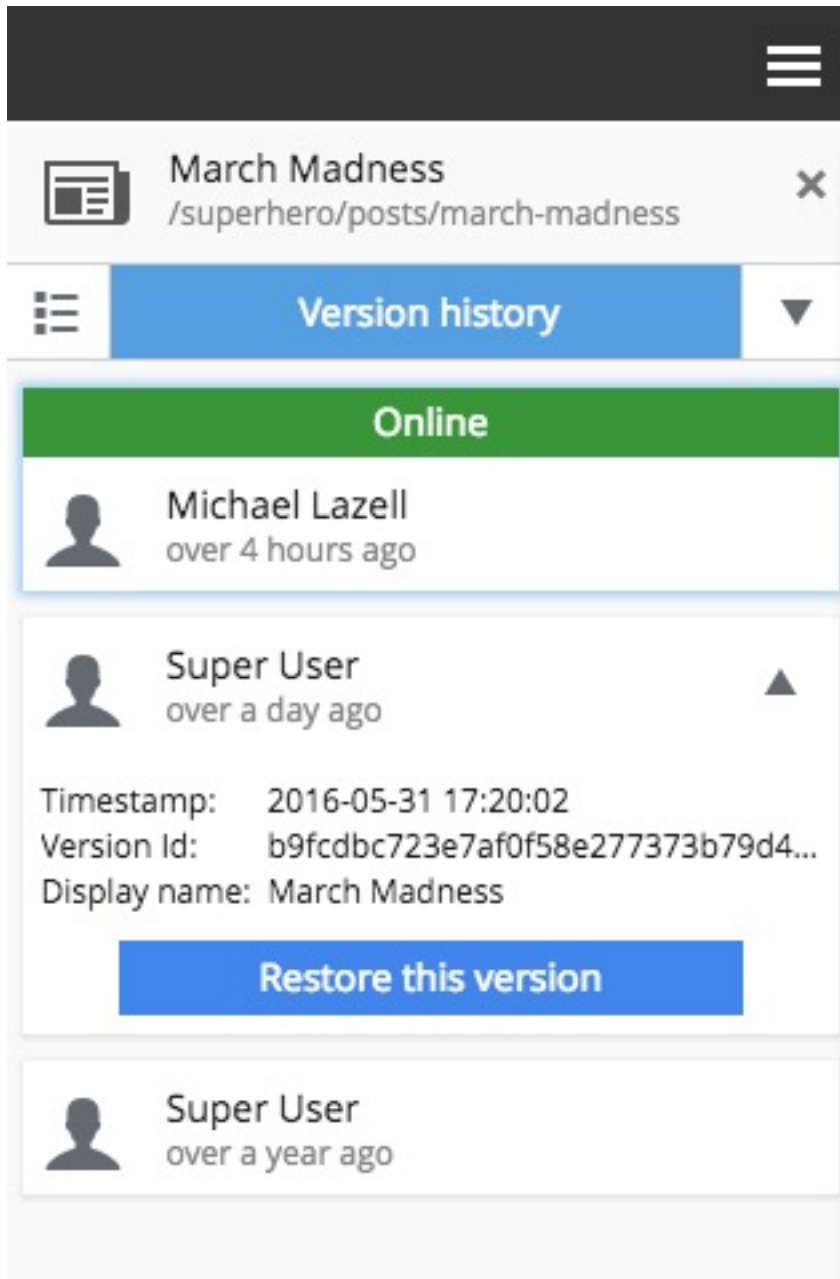 March Madness
/superhero/posts/march-madness
Version history
Online
Michael Lazell
over 4 hours ago
Super User
over a day ago
Timestamp: 2016-05-31 17:20:02
Version Id: b9fcdbc723e7af0f58e277373b79d4...
Display name: March Madness
Restore this version
Super User
over a year ago